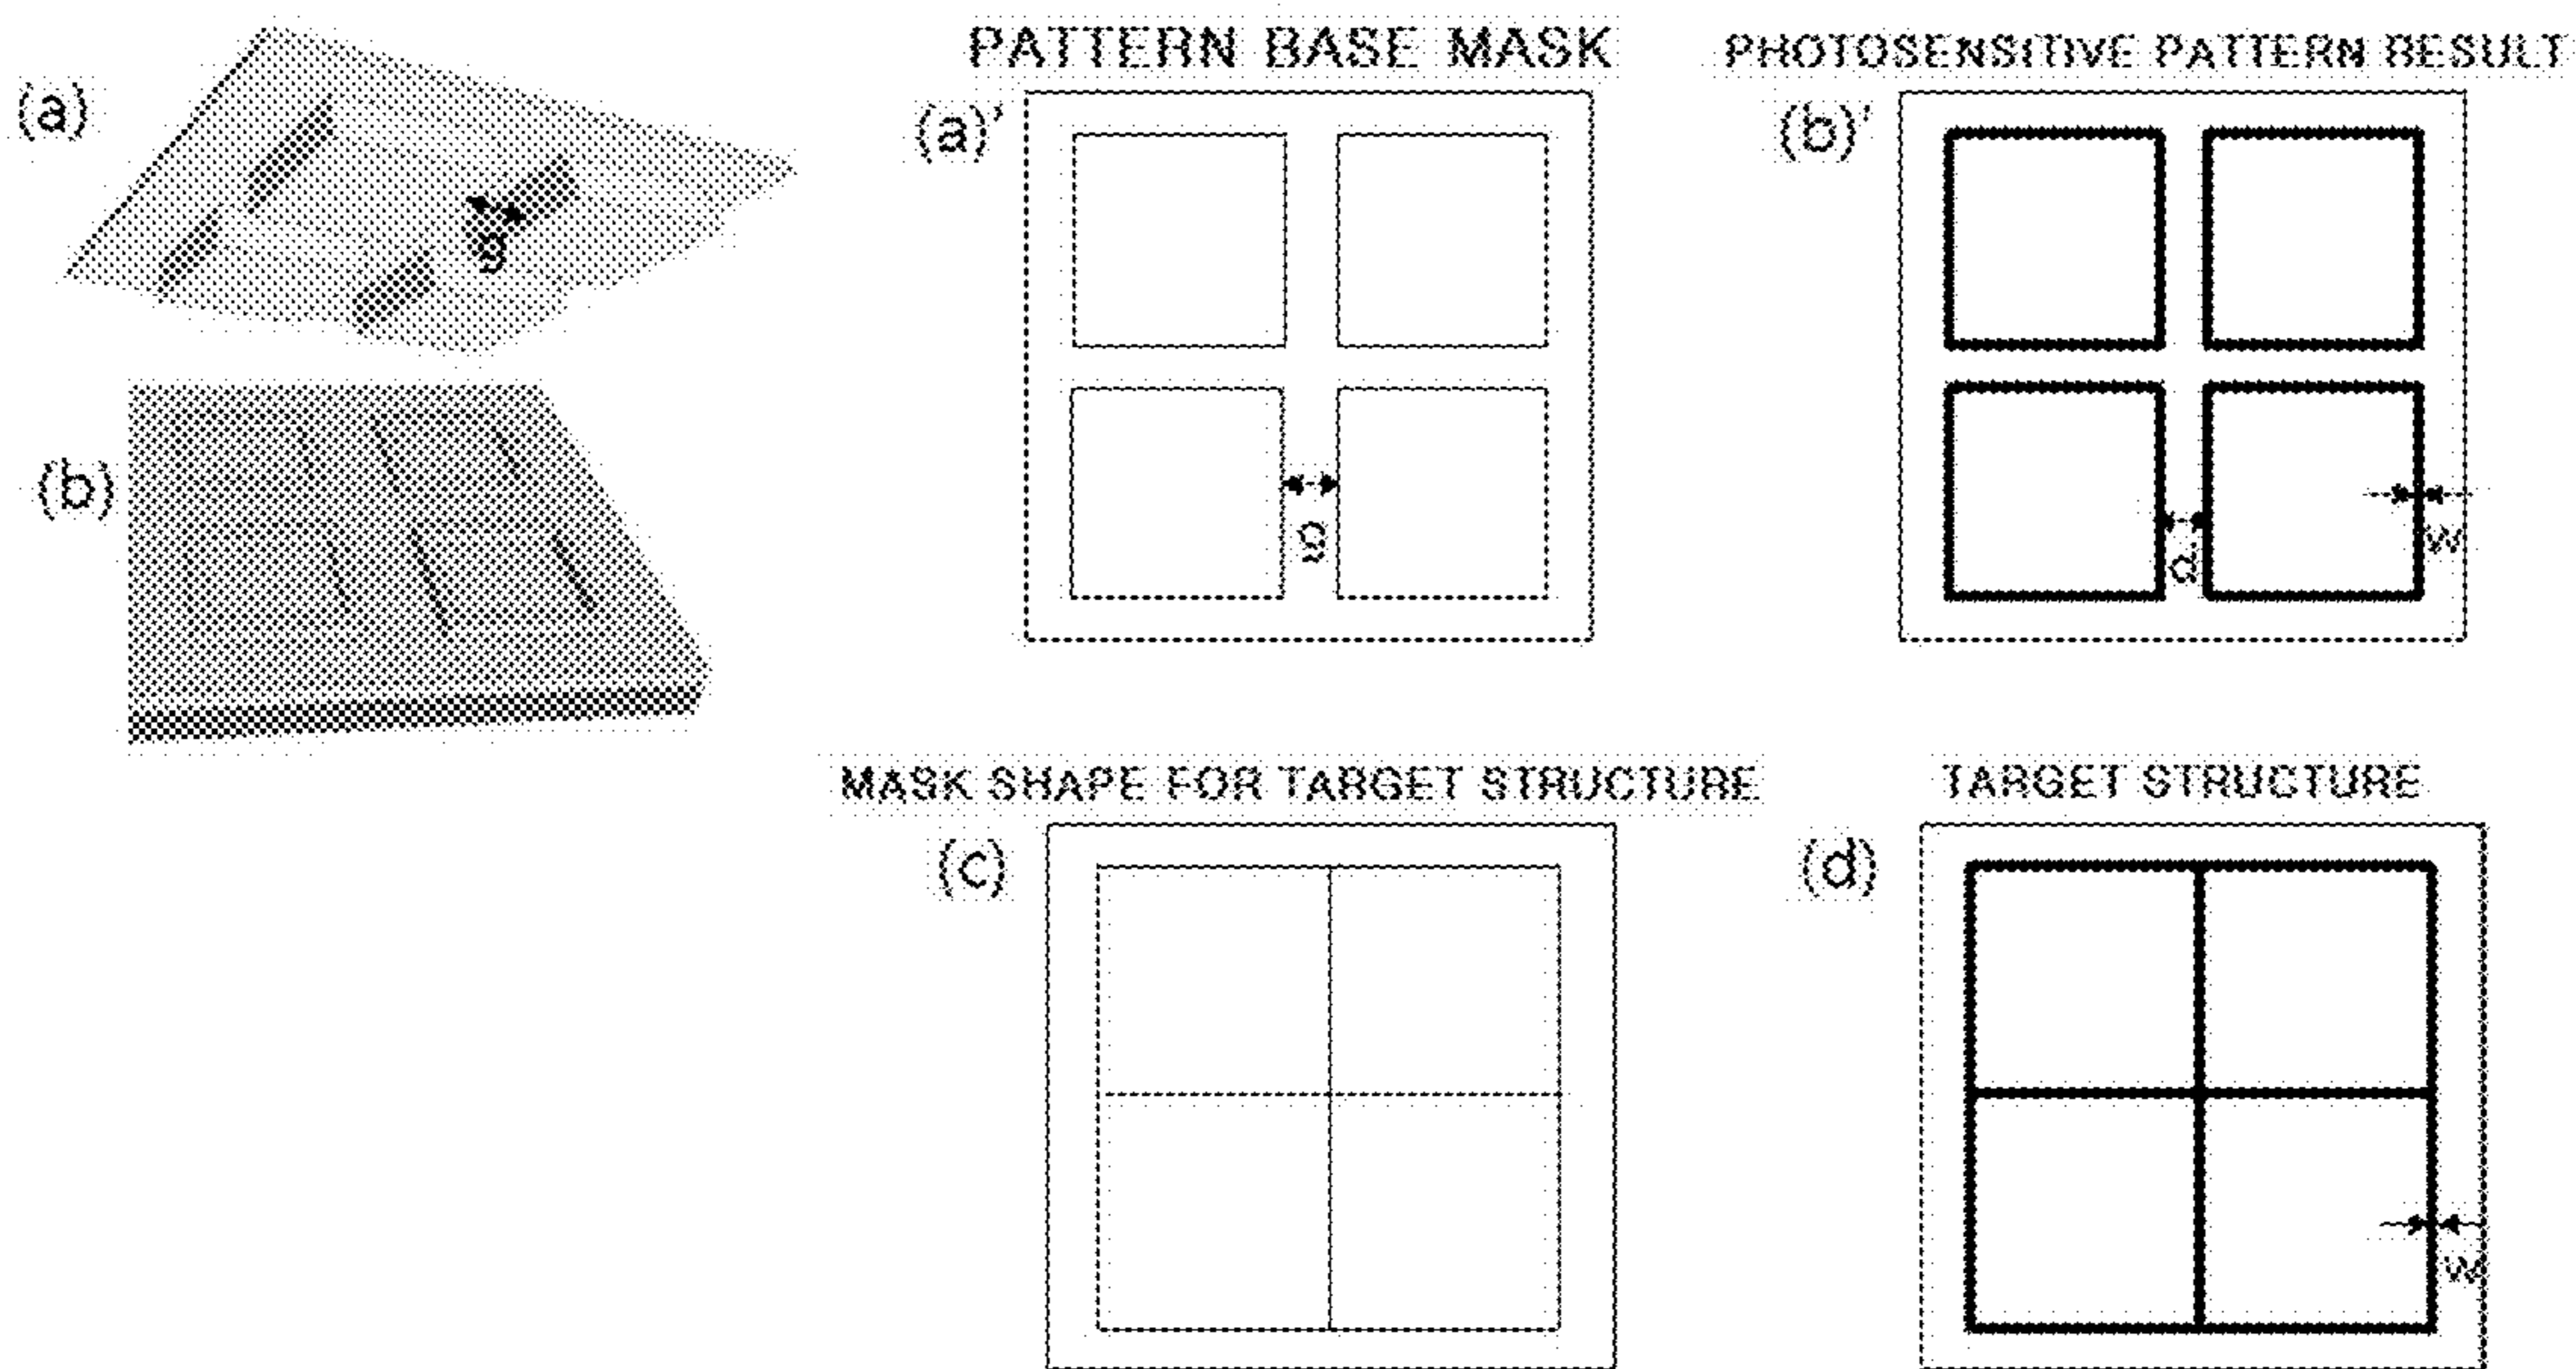 PATTERN BASE MASK
PHOTOSENSITIVE PATTERN RESULT
(a)
g
(b)
(a)'
g
(b)'
w
MASK SHAPE FOR TARGET STRUCTURE
TARGET STRUCTURE
(c)
(d)
w